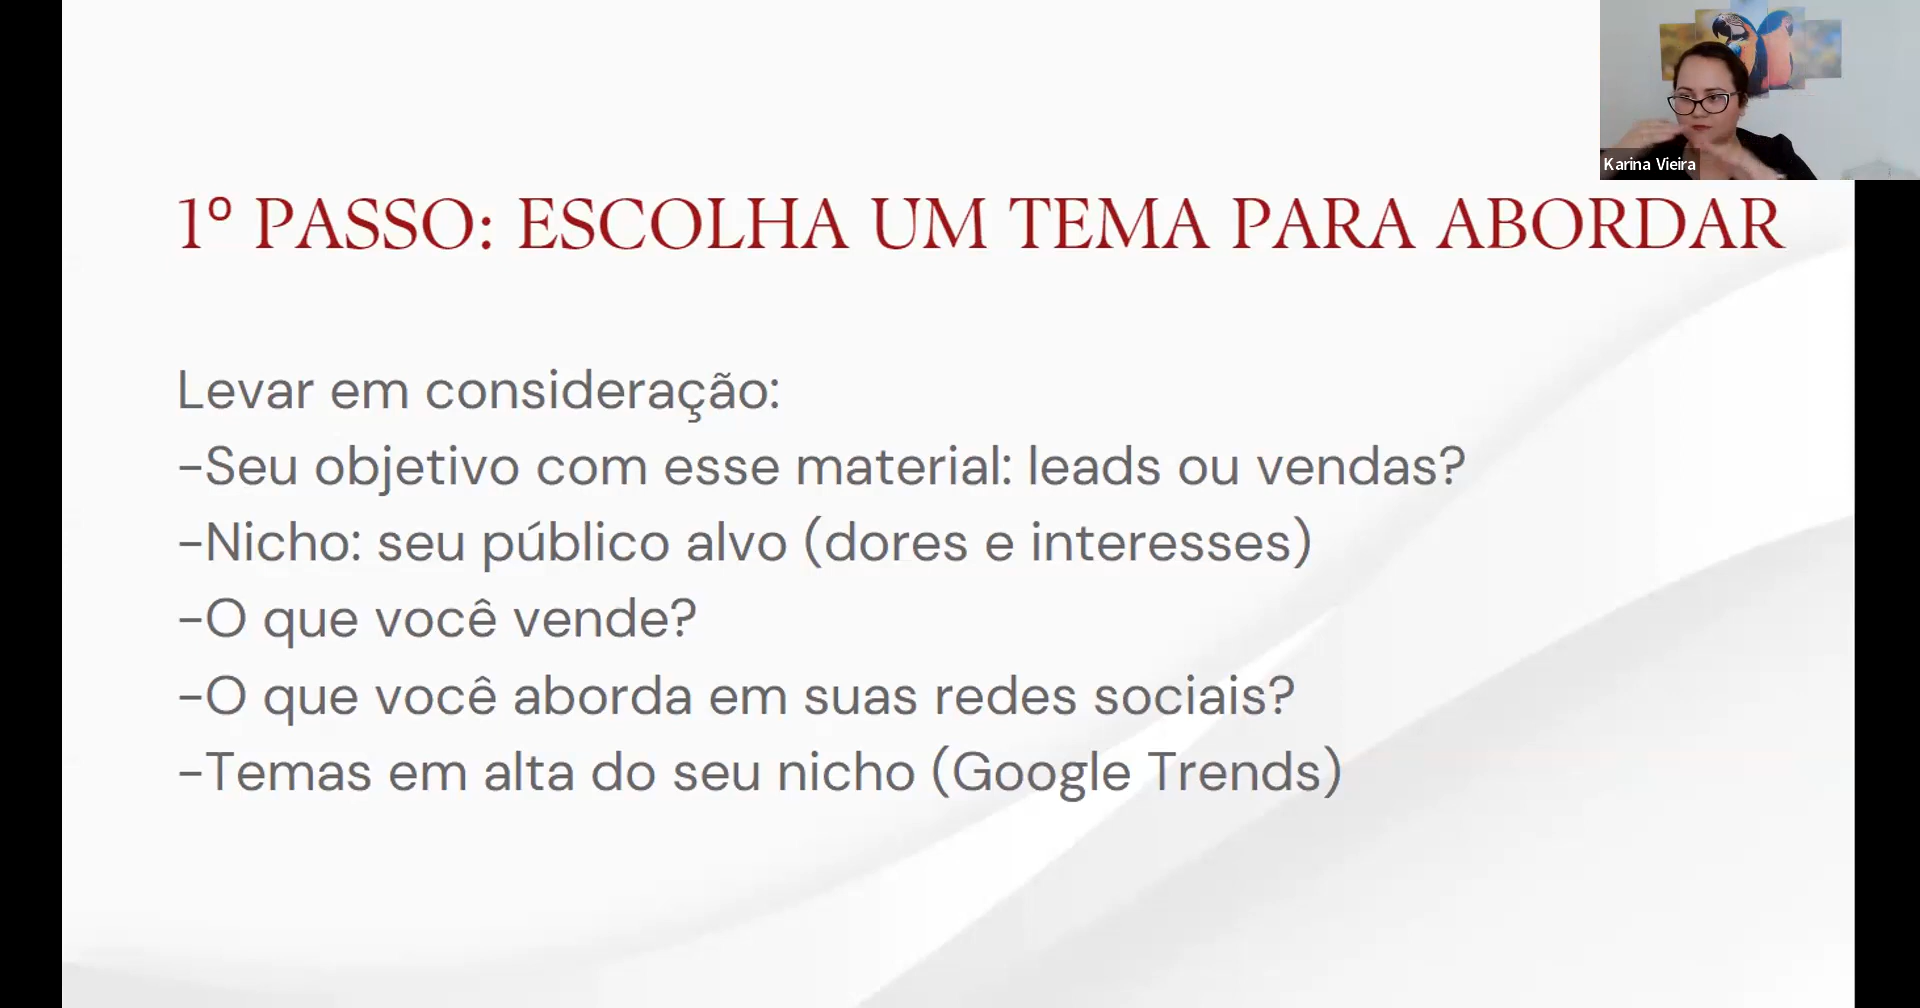 Karina Vieira
1º PASSO: ESCOLHA UM TEMA PARA ABORDAR
Levar em consideração:
-Seu objetivo com esse material: leads ou vendas?
-Nicho: seu público alvo (dores e interesses)
-O que você vende?
-O que você aborda em suas redes sociais?
-Temas em alta do seu nicho (Google Trends)